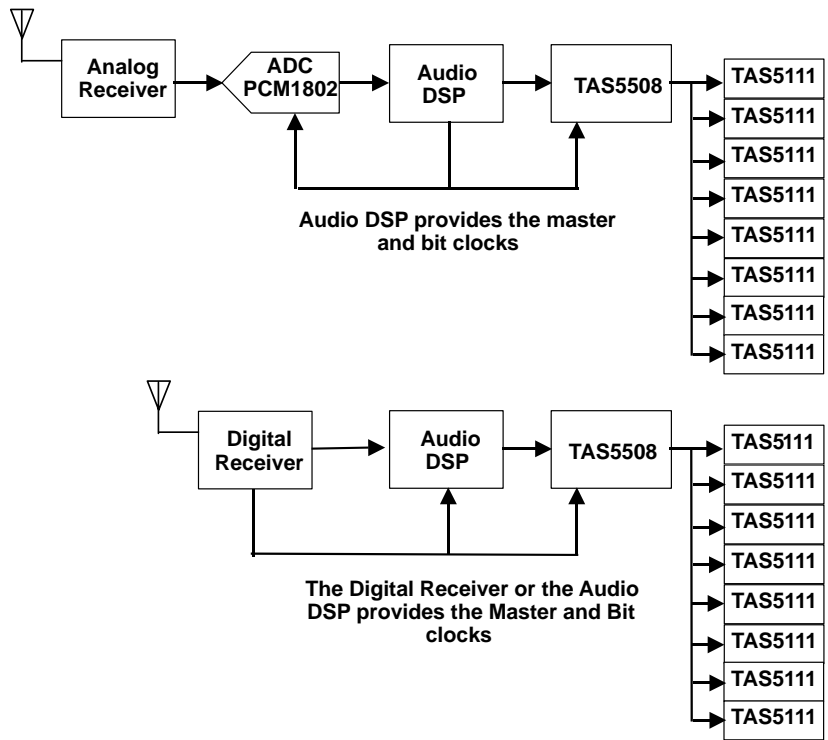 Analog
Receiver
ADC
PCM1802
Audio
DSP
TAS5508
TAS5111
TAS5111
TAS5111
TAS5111
TAS5111
TAS5111
TAS5111
TAS5111
Audio DSP provides the master
and bit clocks
Digital
Receiver
Audio
DSP
TAS5508
TAS5111
TAS5111
TAS5111
TAS5111
TAS5111
TAS5111
TAS5111
TAS5111
The Digital Receiver or the Audio
DSP provides the Master and Bit
clocks